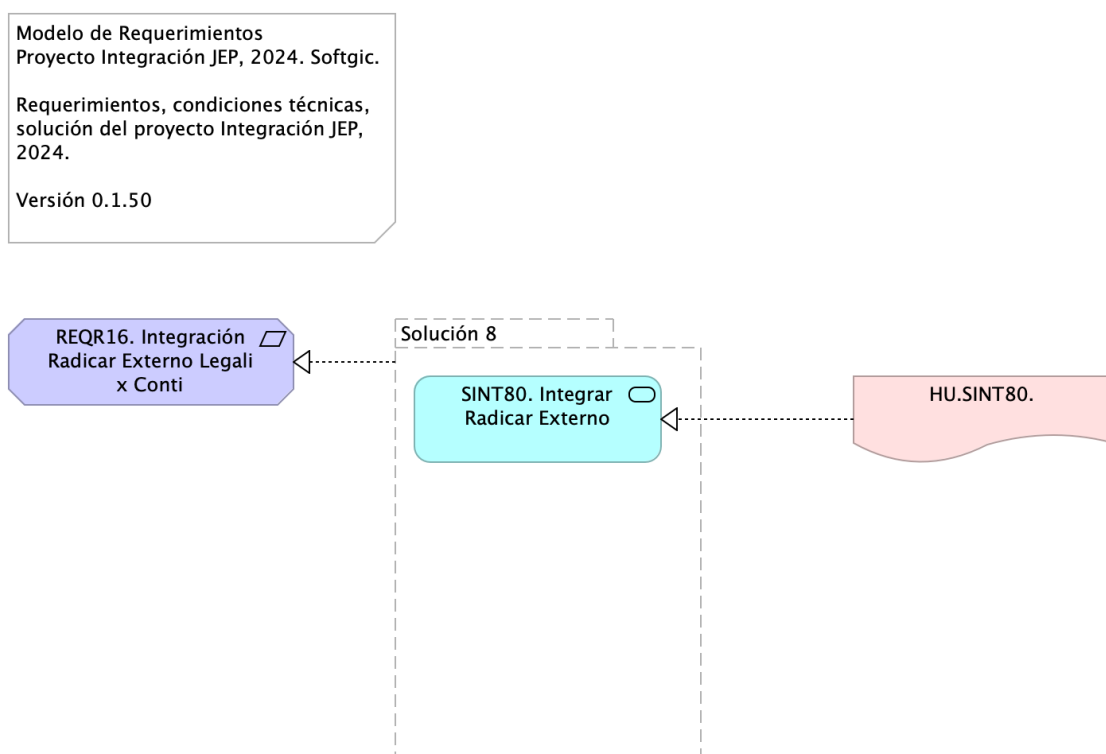 Modelo de Requerimientos
Proyecto Integración JEP, 2024. Softgic.
Requerimientos, condiciones técnicas,
solución del proyecto Integración JEP,
2024.
Versión 0.1.50
REQR16. Integración
Radicar Externo Legali
x Conti
Solución 8
SINT80. Integrar
Radicar Externo
HU.SINT80.